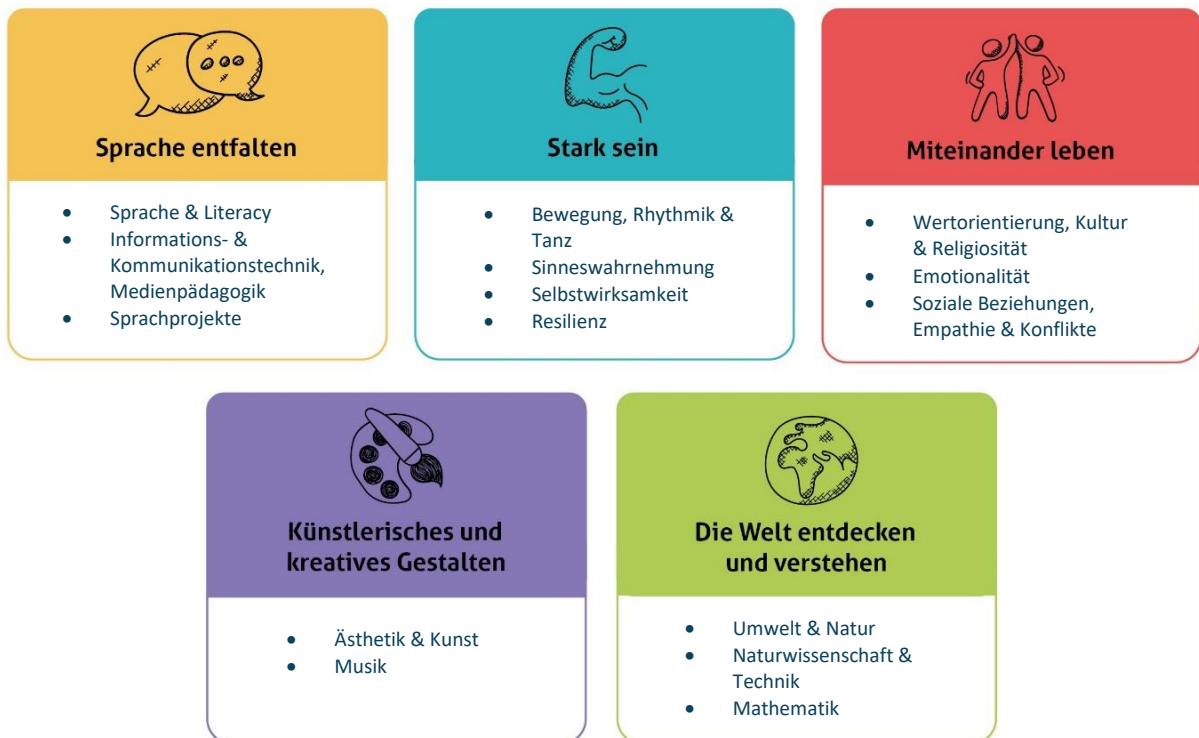 Sprache entfalten
• Sprache & Literacy
• Informations- &
Kommunikationstechnik,
Medienpädagogik
• Sprachprojekte
Stark sein
• Bewegung, Rhythmik &
Tanz
• Sinneswahrnehmung
• Selbstwirksamkeit
• Resilienz
Miteinander leben
• Wertorientierung, Kultur
& Religiosität
• Emotionalität
• Soziale Beziehungen,
Empathie & Konflikte
Künstlerisches und
kreatives Gestalten
• Ästhetik & Kunst
• Musik
Die Welt entdecken
und verstehen
• Umwelt & Natur
• Naturwissenschaft &
Technik
• Mathematik